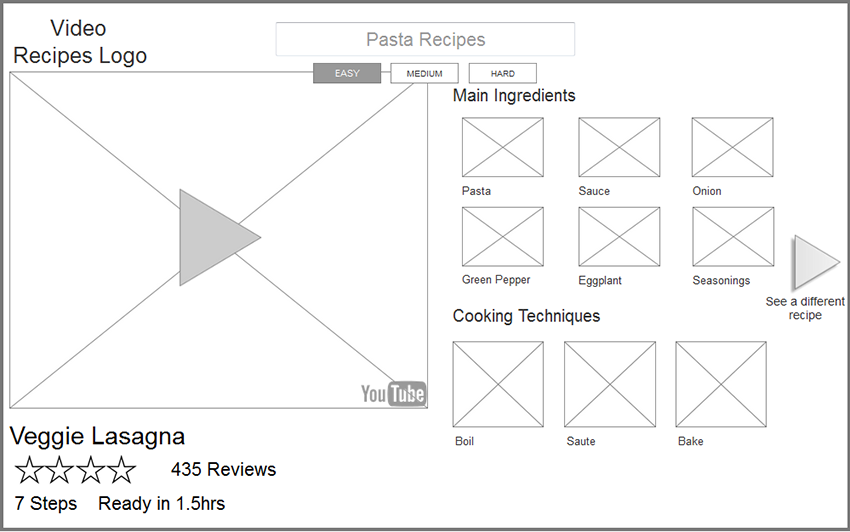 Video
Recipes Logo
Pasta Recipes
EASY
MEDIUM
HARD
Main Ingredients
Pasta
Sauce
Onion
Green Pepper
Eggplant
Seasonings
See a different
recipe
Cooking Techniques
Boil
Saute
Bake
YouTube
Veggie Lasagna
435 Reviews
7 Steps
Ready in 1.5hrs